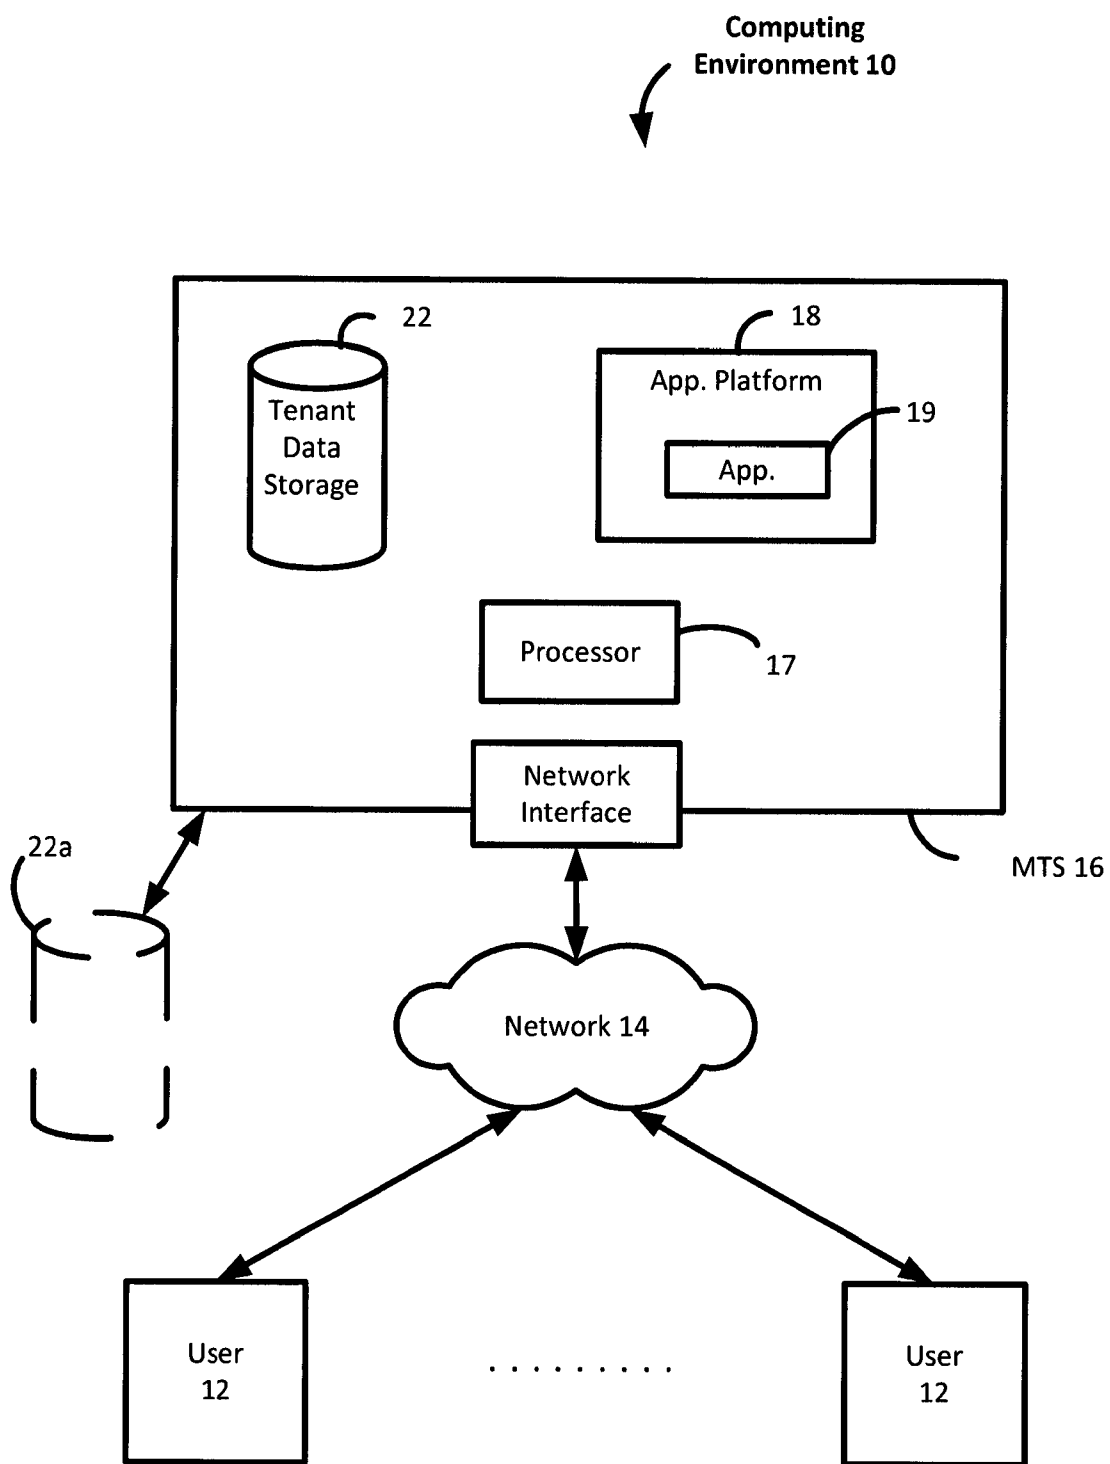 Computing
Environment 10
22
18
App. Platform
19
App.
Tenant
Data
Storage
Processor
17
Network
Interface
22a
MTS 16
Network 14
User
12
.........
User
12